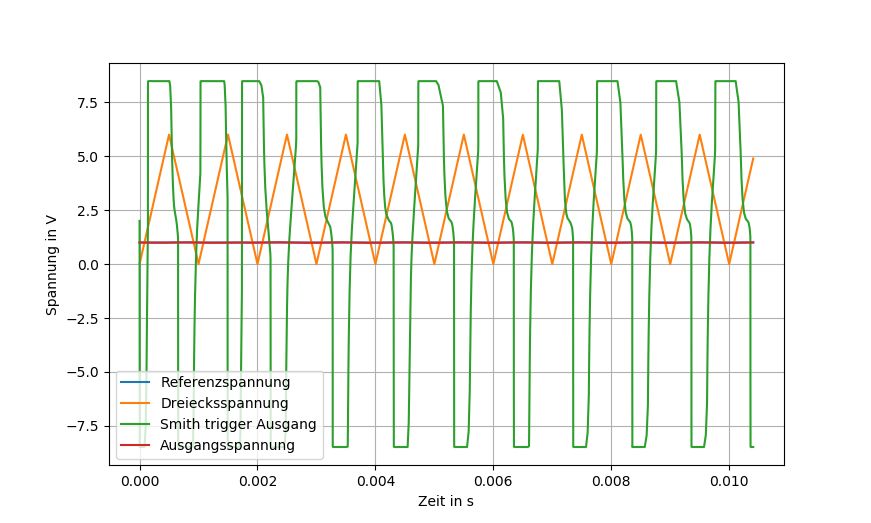 7.5
5.0
2.5
0.0
−2.5
−5.0
−7.5
Spannung in V
Referenzspannung
Dreiecksspannung
Smith trigger Ausgang
Ausgangsspannung
0.000 0.002 0.004 0.006 0.008 0.010
Zeit in s